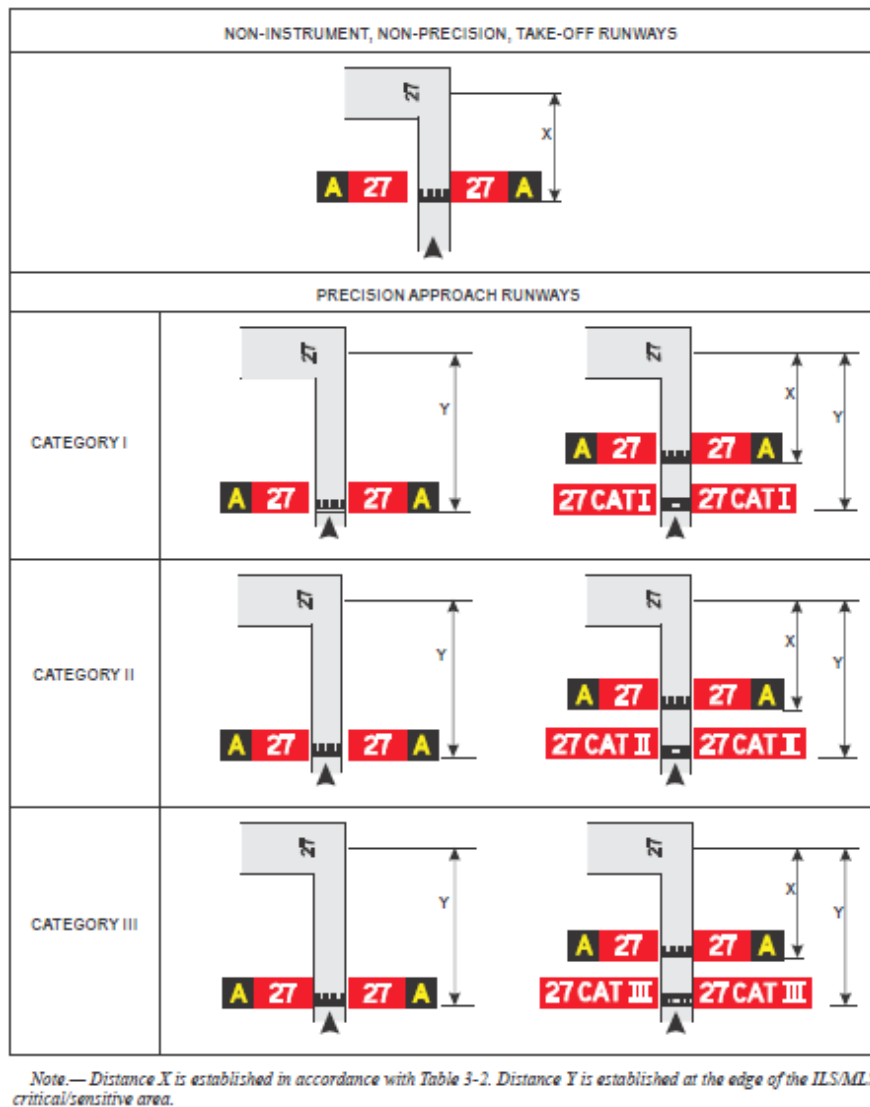 NON-INSTRUMENT, NON-PRECISION, TAKE-OFF RUNWAYS
27
X
A 27 27 A
PRECISION APPROACH RUNWAYS
CATEGORY I
27
Y
A 27 27 A
27
X
Y
A 27 27 A
27 CAT I 27 CAT I
CATEGORY II
27
Y
A 27 27 A
27
X
Y
A 27 27 A
27 CAT II 27 CAT I
CATEGORY III
27
Y
A 27 27 A
27
X
Y
A 27 27 A
27 CAT III 27 CAT III
Note.— Distance X is established in accordance with Table 3-2. Distance Y is established at the edge of the ILS/MLS
critical/sensitive area.